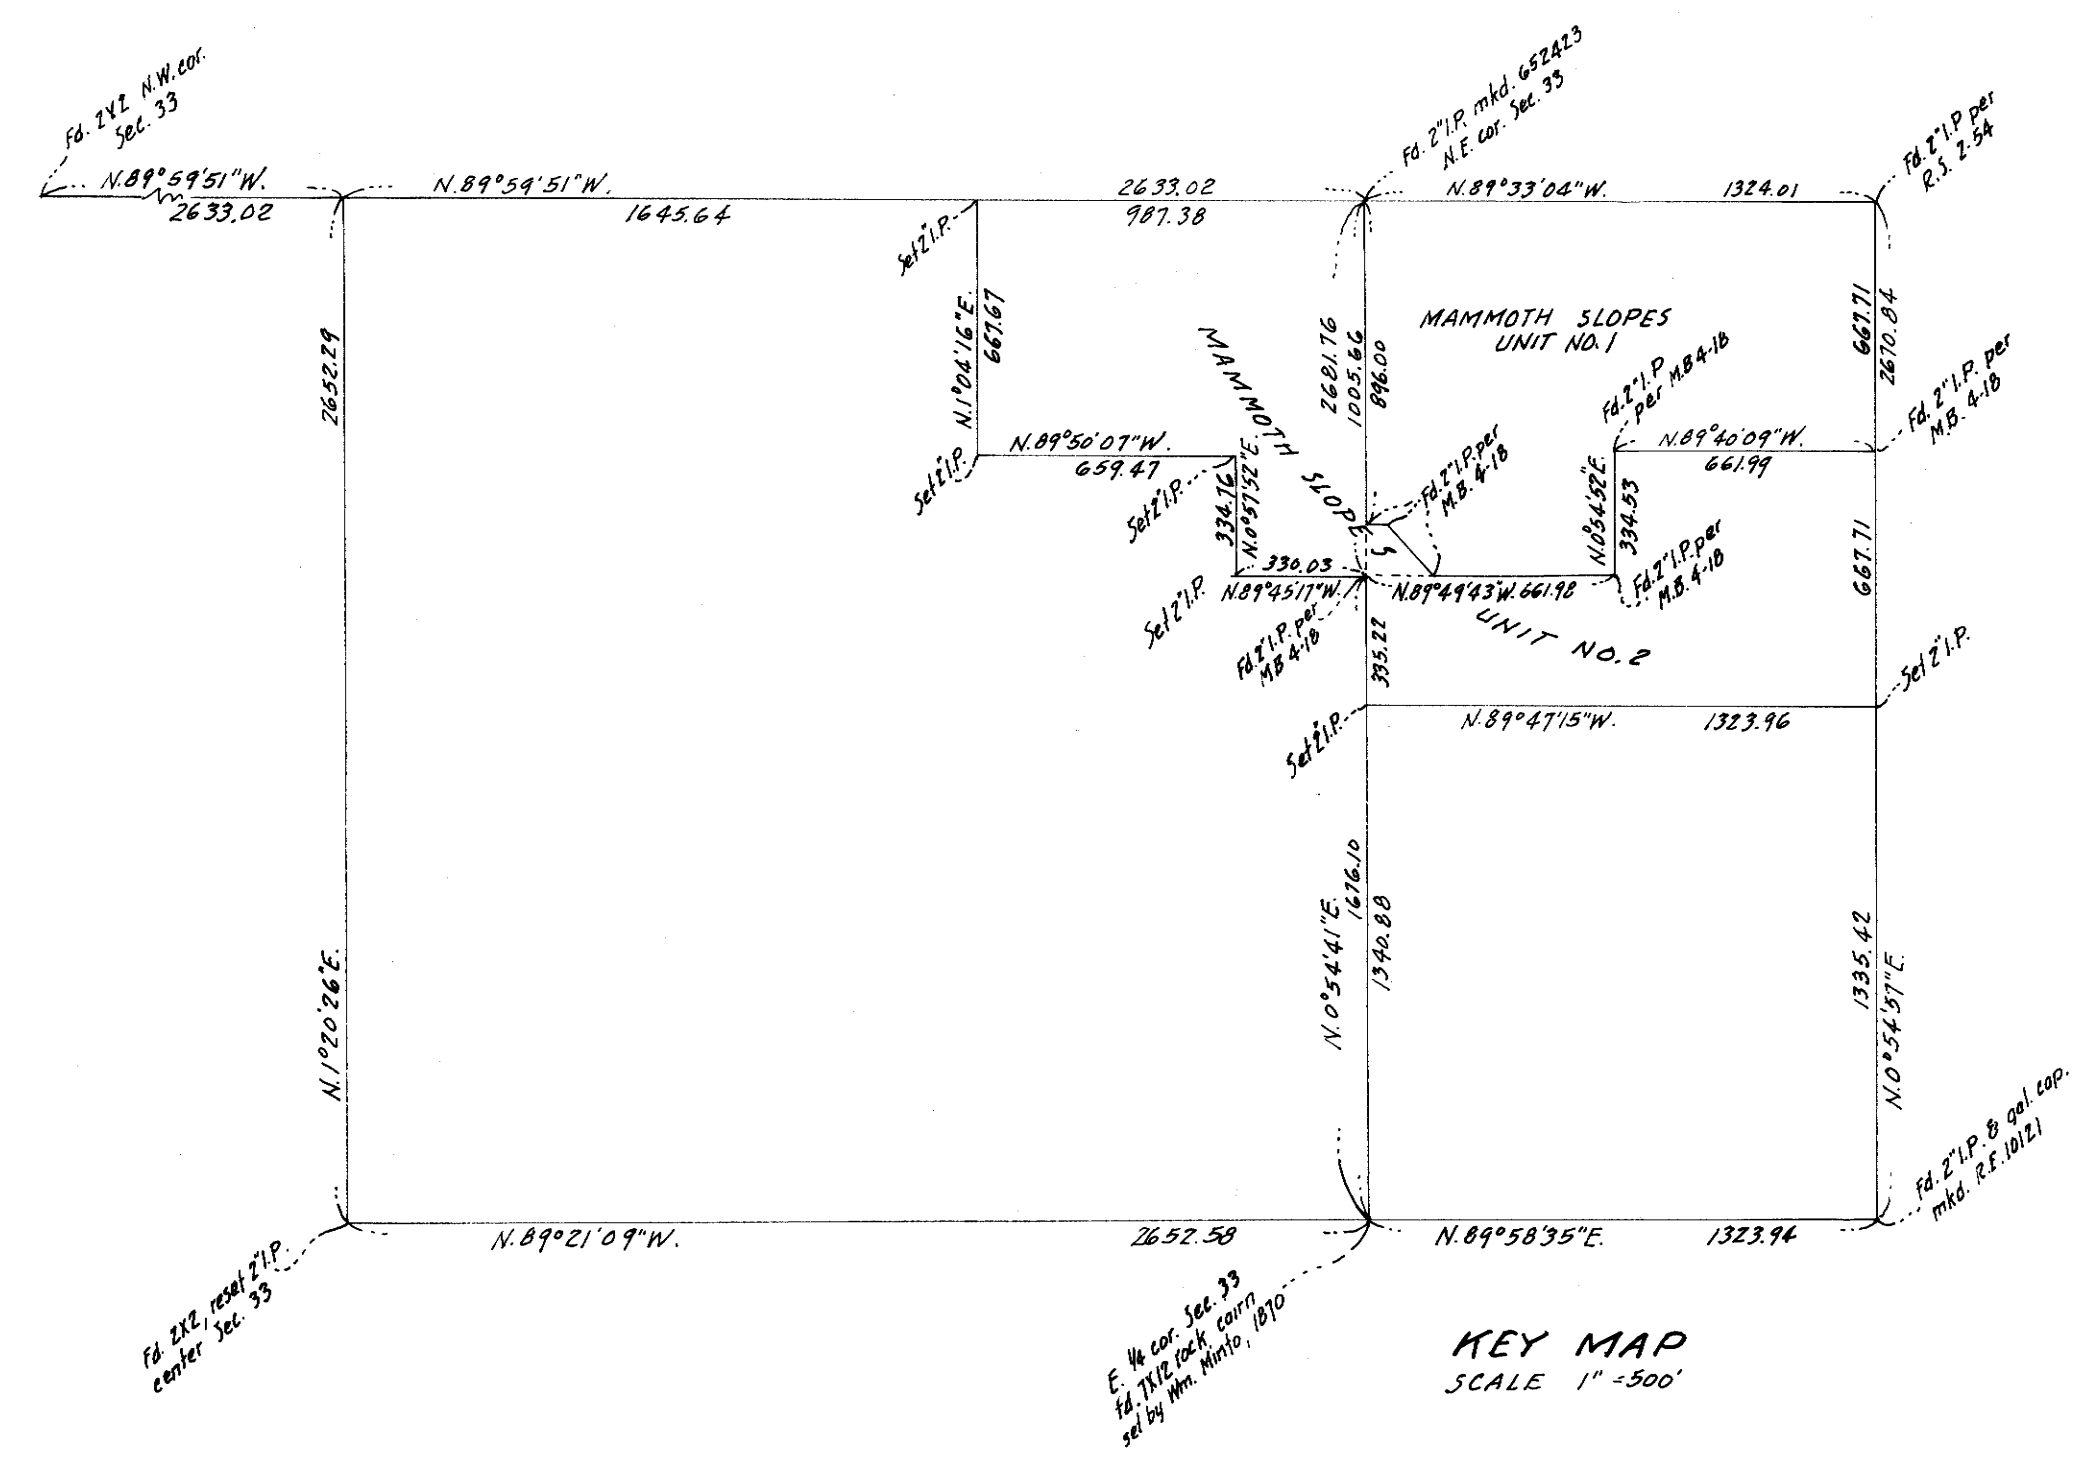 Fd. 2x2 N.W. cor.
Sec. 33
Fd. 2" I.P. mkd. 652423
N.E. cor. Sec. 33
Fd. 2" I.P per
R.S. 2-54
N.89°59'51"W.
2633.02
N.89°59'51"W.
1645.64
2633.02
987.38
N.89°33'04"W.
1324.01
Set 2" I.P.
N.1°04'16"E.
667.67
2652.29
MAMMOTH SLOPE
2681.76
1005.66
896.00
MAMMOTH SLOPES
UNIT NO. 1
667.71
2670.84
Fd. 2" I.P
per M.B 4-18
Fd. 2" I.P. per
M.B. 4-18
Set 2" I.P.
N.89°50'07"W.
659.47
Set 2" I.P.
334.76
N.0°57'52"E.
Fd. 2" I.P. per
M.B. 4-18
N.89°40'09"W.
661.99
N.0°54'52"E.
334.53
667.71
Fd. 2" I.P. per
M.B. 4-18
Set 2" I.P.
330.03
N.89°45'17"W.
S
N.89°49'43"W. 661.98
UNIT NO. 2
Fd. 2" I.P. per
M.B 4-18
335.22
Set 2" I.P.
Set 2" I.P.
N.89°47'15"W.
1323.96
N.1°20'26"E.
N.0°54'41"E.
1676.10
1340.88
1335.42
N.0°54'57"E.
Fd. 2" I.P. & gal. cap.
mkd. R.E. 10121
N.89°21'09"W.
2652.58
N.89°58'35"E.
1323.94
Fd. 2x2, reset 2" I.P.
center Sec. 33
E. 1/4 cor. Sec. 33
fd. 7x12 rock cairn
set by Wm. Minto, 1870
KEY MAP
SCALE 1" = 500'